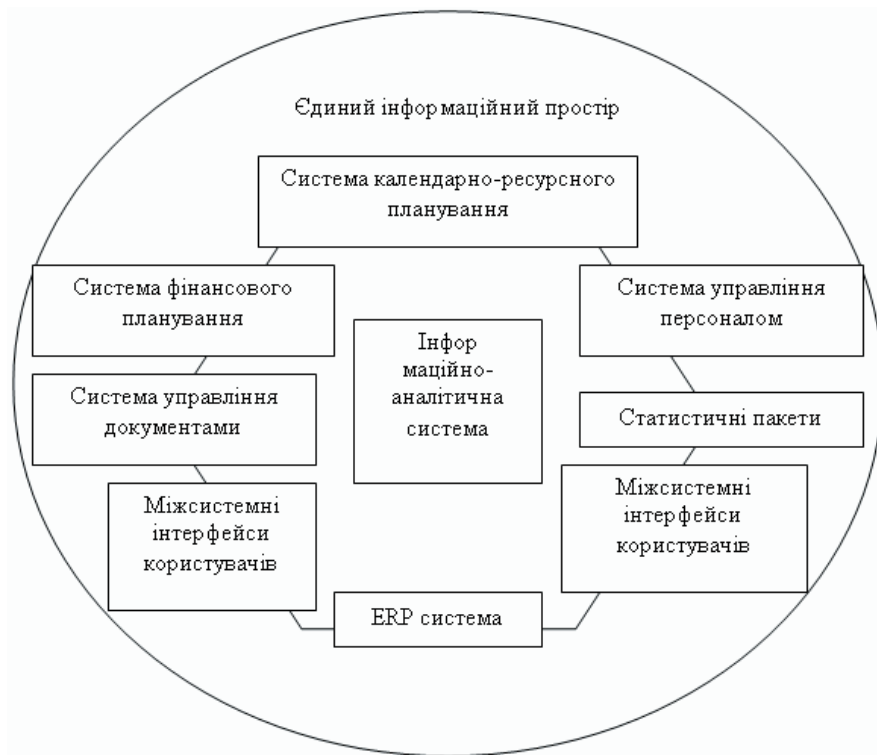 Єдиний інформаційний простір
Система календарно-ресурсного
планування
Система фінансового
планування
Система управління
персоналом
Інфор
маційно-
аналітична
система
Система управління
документами
Статистичні пакети
Міжсистемні
інтерфейси
користувачів
Міжсистемні
інтерфейси
користувачів
ERP система